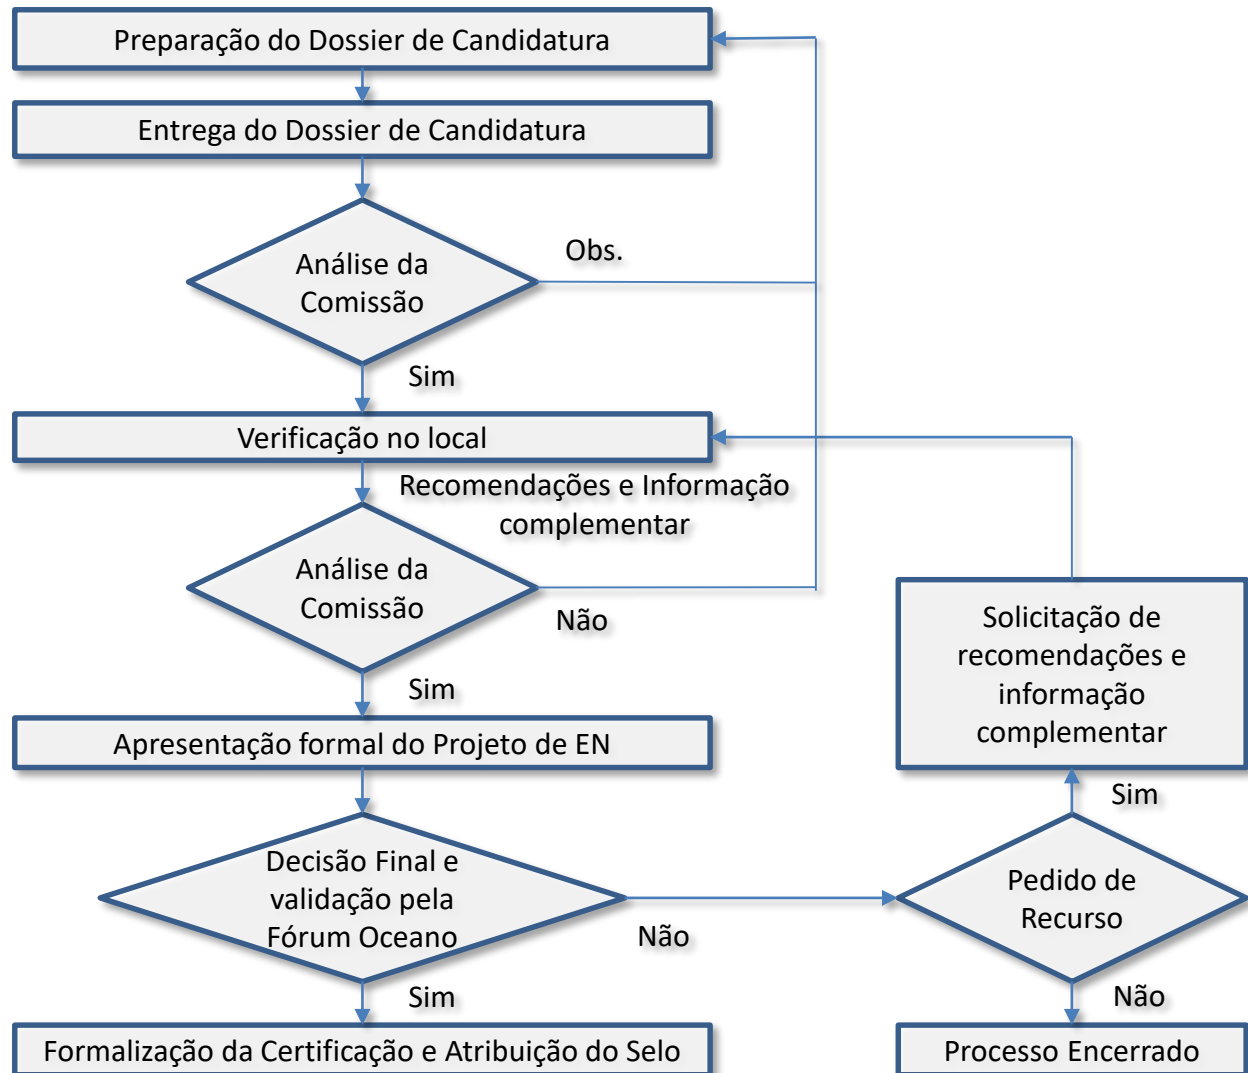 Preparação do Dossier de Candidatura
Entrega do Dossier de Candidatura
Análise da
Comissão
Obs.
Sim
Verificação no local
Recomendações e Informação
complementar
Análise da
Comissão
Não
Sim
Apresentação formal do Projeto de EN
Solicitação de
recomendações e
informação
complementar
Sim
Decisão Final e
validação pela
Fórum Oceano
Não
Pedido de
Recurso
Sim
Não
Formalização da Certificação e Atribuição do Selo
Processo Encerrado